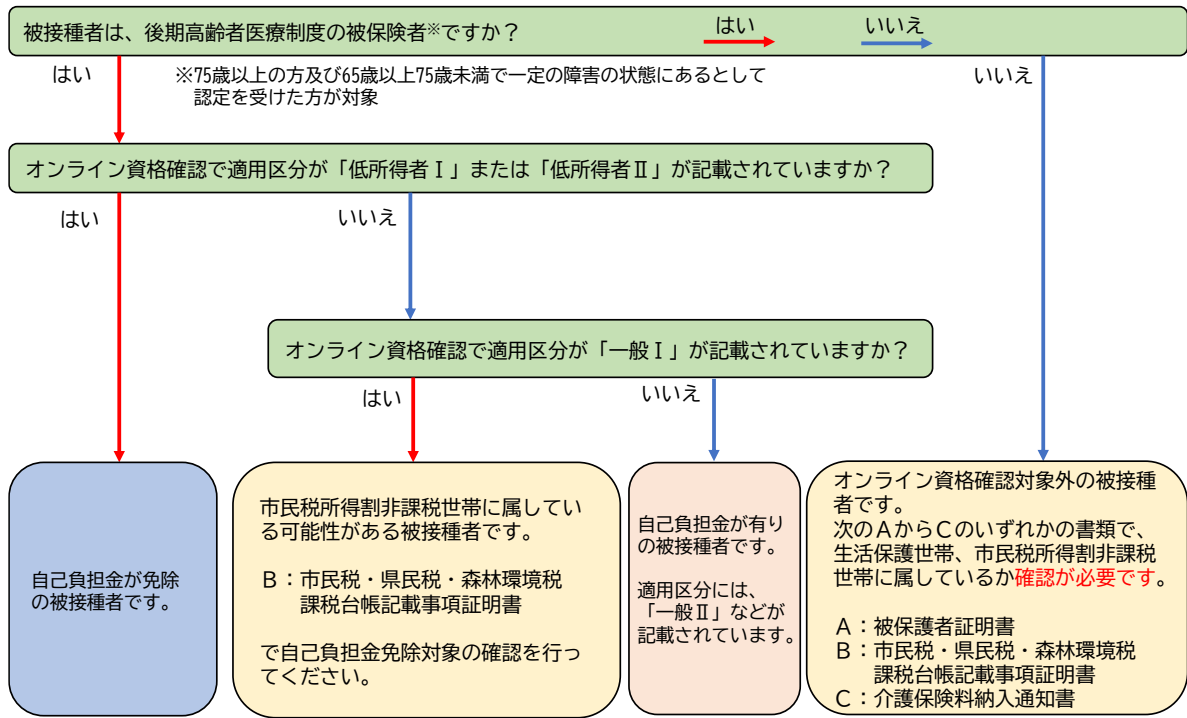 被接種者は、後期高齢者医療制度の被保険者※ですか?
はい
いいえ
はい
いいえ
※75歳以上の方及び65歳以上75歳未満で一定の障害の状態にあるとして
認定を受けた方が対象
オンライン資格確認で適用区分が「低所得者Ⅰ」または「低所得者Ⅱ」が記載されていますか?
はい
いいえ
オンライン資格確認で適用区分が「一般Ⅰ」が記載されていますか?
はい
いいえ
自己負担金が免除
の被接種者です。
市民税所得割非課税世帯に属してい
る可能性がある被接種者です。
B:市民税・県民税・森林環境税
課税台帳記載事項証明書
で自己負担金免除対象の確認を行っ
てください。
自己負担金が有り
の被接種者です。
適用区分には、
「一般Ⅱ」などが
記載されています。
オンライン資格確認対象外の被接種
者です。
次のAからCのいずれかの書類で、
生活保護世帯、市民税所得割非課税
世帯に属しているか確認が必要です。
A:被保護者証明書
B:市民税・県民税・森林環境税
課税台帳記載事項証明書
C:介護保険料納入通知書